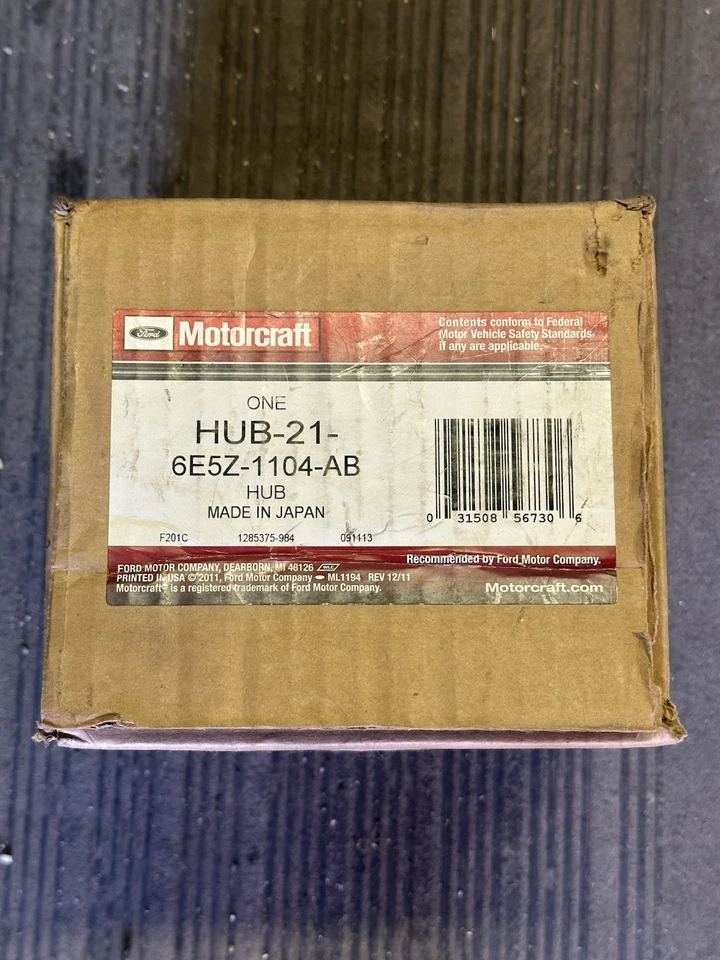 Ford Motorcraft
Contents conform to Federal
Motor Vehicle Safety Standards,
if any are applicable.
ONE
HUB-21-
6E5Z-1104-AB
HUB
MADE IN JAPAN
0 31508 56730 6
F201C 1285375-984 091113
Recommended by Ford Motor Company.
FORD MOTOR COMPANY, DEARBORN, MI 48126
PRINTED IN USA © 2011, Ford Motor Company ML1194 REV 12/11
Motorcraft® is a registered trademark of Ford Motor Company.
Motorcraft.com